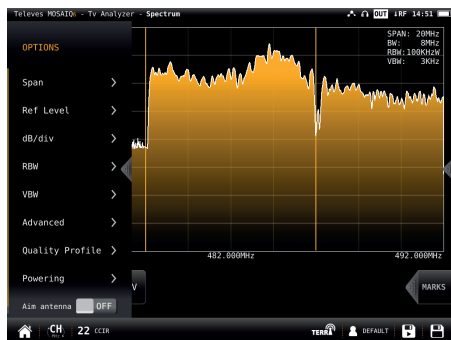 Televes MOSAIQ6 - Tv Analyzer - Spectrum
OUT IRF 14:51
SPAN: 20MHz
BW: 8MHz
RBW:100KHzW
VBW: 3KHz
OPTIONS
Span
Ref Level
dB/div
RBW
VBW
Advanced
Quality Profile
Powering
Aim antenna OFF
482.000MHz
492.000MHz
V
MARKS
CH
22 CCIR
TERR
DEFAULT